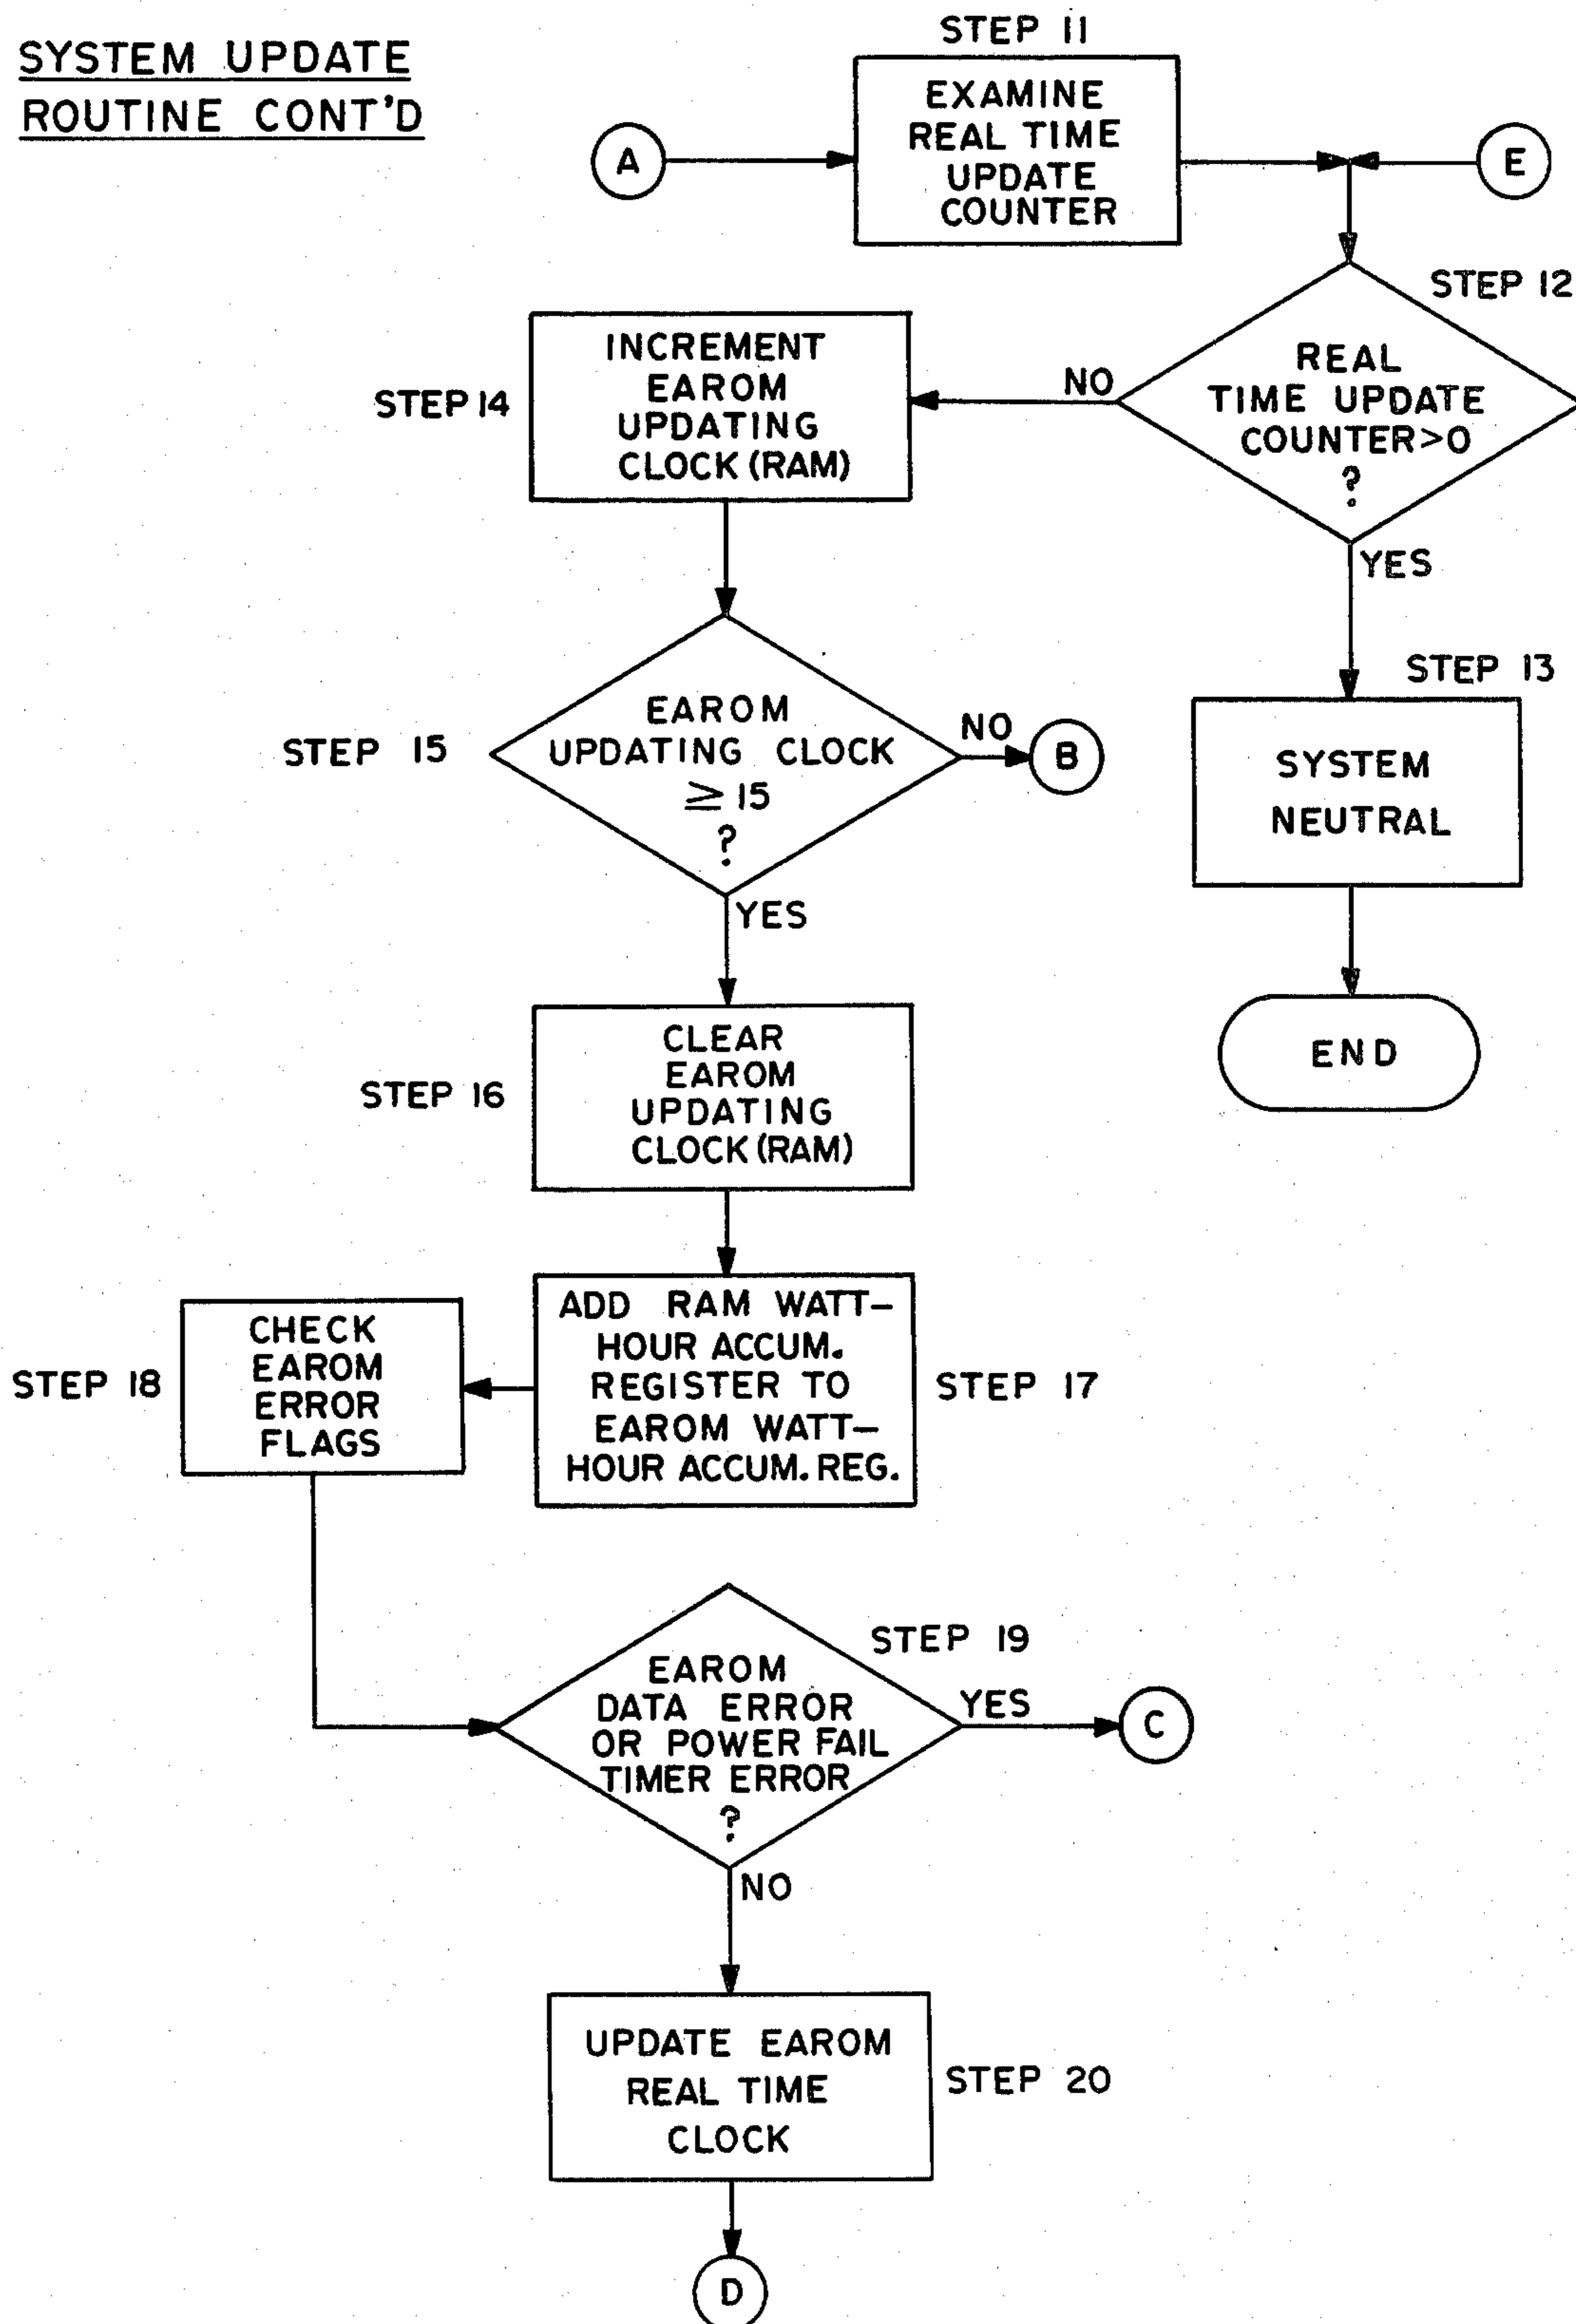 SYSTEM UPDATE
ROUTINE CONT'D
STEP 11
EXAMINE
REAL TIME
UPDATE
COUNTER
A
E
STEP 12
REAL
TIME UPDATE
COUNTER>0
?
NO
YES
STEP 14
INCREMENT
EAROM
UPDATING
CLOCK (RAM)
STEP 13
SYSTEM
NEUTRAL
END
STEP 15
EAROM
UPDATING CLOCK
≥ 15
?
NO
B
YES
STEP 16
CLEAR
EAROM
UPDATING
CLOCK (RAM)
ADD RAM WATT-
HOUR ACCUM.
REGISTER TO
EAROM WATT-
HOUR ACCUM. REG.
STEP 17
STEP 18
CHECK
EAROM
ERROR
FLAGS
STEP 19
EAROM
DATA ERROR
OR POWER FAIL
TIMER ERROR
?
YES
C
NO
UPDATE EAROM
REAL TIME
CLOCK
STEP 20
D